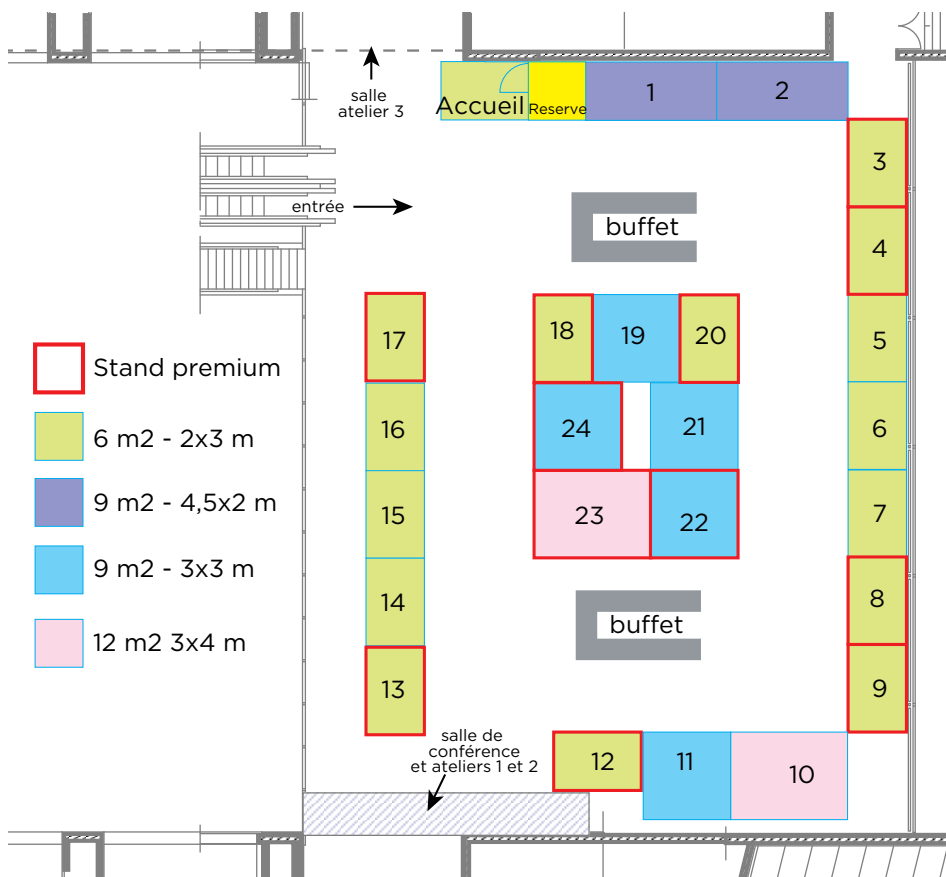 salle
atelier 3
Accueil
Reserve
1
2
3
entrée
buffet
4
17
18
19
20
5
Stand premium
6 m2 - 2x3 m
16
24
21
6
9 m2 - 4,5x2 m
15
23
22
7
9 m2 - 3x3 m
14
buffet
8
12 m2 3x4 m
13
9
salle de
conférence
et ateliers 1 et 2
12
11
10